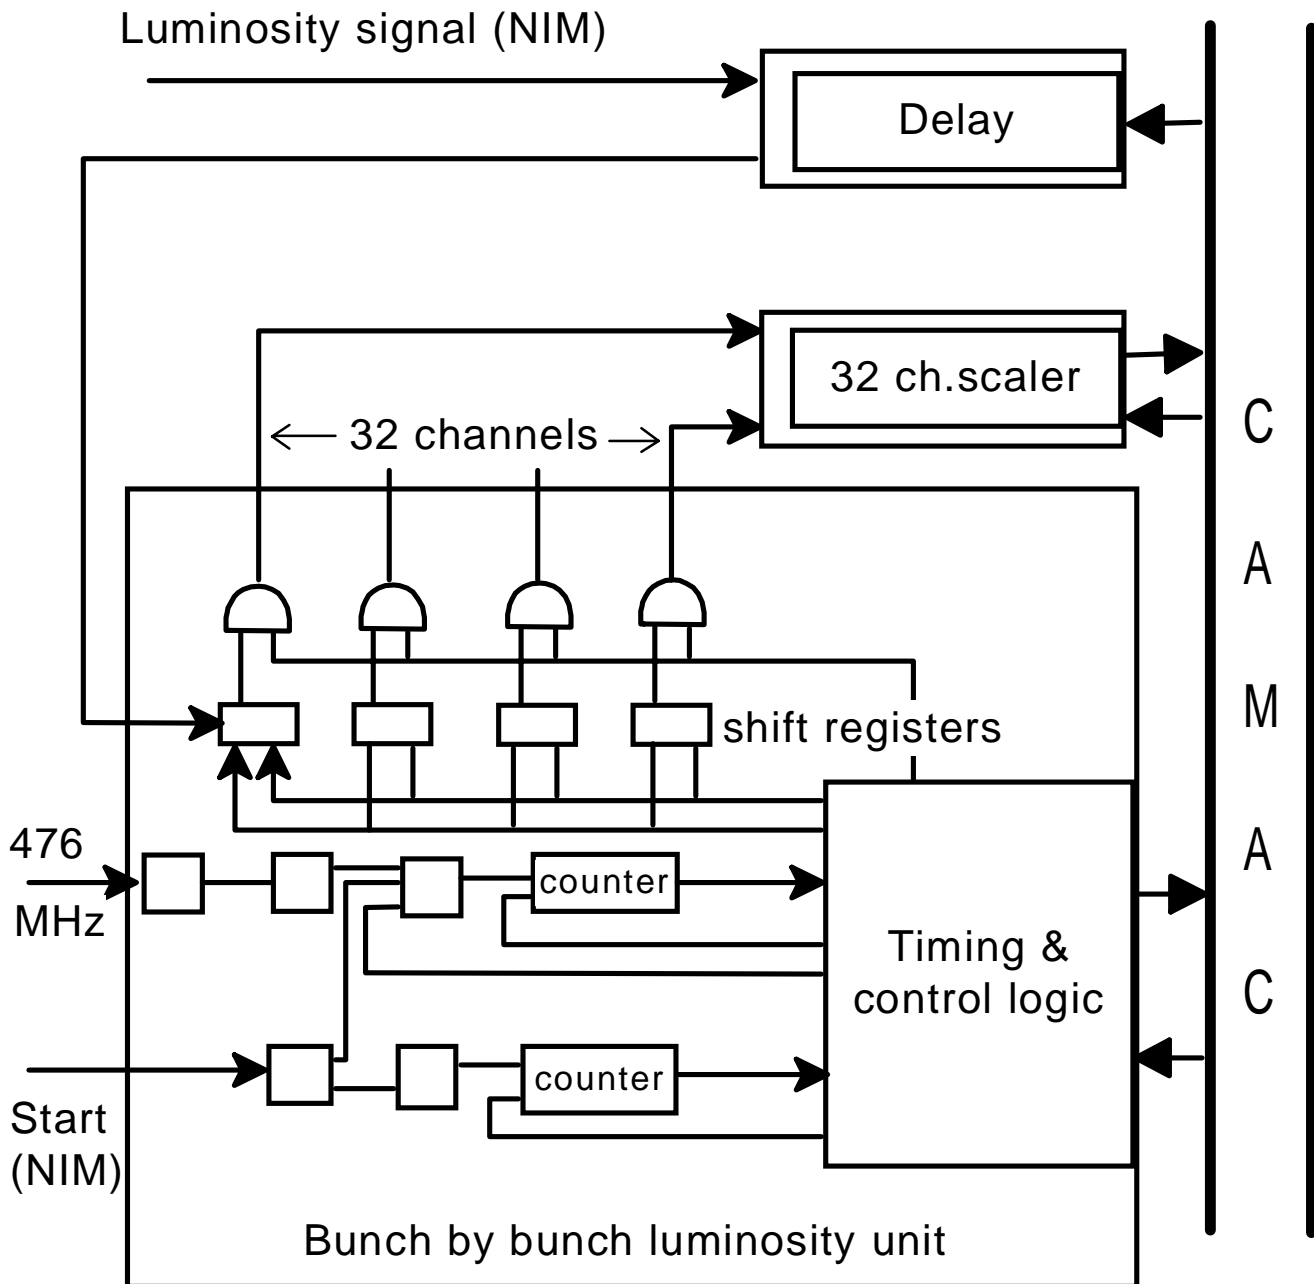 Luminosity signal (NIM)
Delay
32 ch.scaler
32 channels
C
A
M
A
C
shift registers
476
MHz
counter
Timing &
control logic
counter
Start
(NIM)
Bunch by bunch luminosity unit